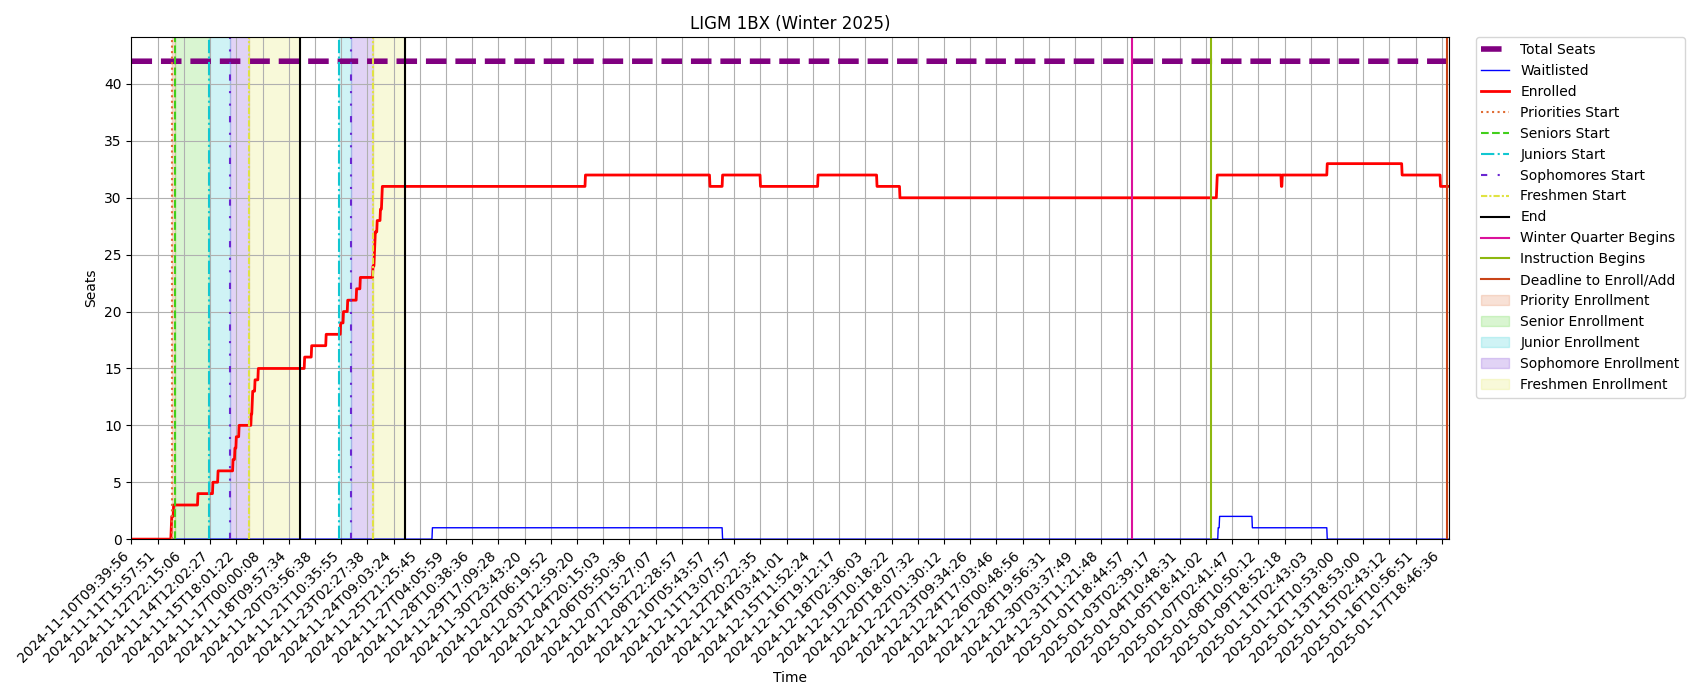 LIGM 1BX (Winter 2025)
Seats
40
35
30
25
20
15
10
5
0
2024-11-10T09:39:56
2024-11-11T15:57:51
2024-11-12T22:15:06
2024-11-14T12:02:27
2024-11-15T18:01:22
2024-11-17T00:00:08
2024-11-18T09:57:34
2024-11-20T03:56:38
2024-11-21T10:35:55
2024-11-23T02:27:38
2024-11-24T09:03:24
2024-11-25T21:25:45
2024-11-27T04:05:59
2024-11-28T10:38:36
2024-11-29T17:09:28
2024-11-30T23:43:20
2024-12-02T06:19:52
2024-12-03T12:59:20
2024-12-04T20:15:03
2024-12-06T05:50:36
2024-12-07T15:27:07
2024-12-08T22:28:57
2024-12-10T05:43:57
2024-12-11T13:07:57
2024-12-12T20:22:35
2024-12-14T03:41:01
2024-12-15T11:52:24
2024-12-16T19:12:17
2024-12-18T02:36:03
2024-12-19T10:18:22
2024-12-20T18:07:32
2024-12-22T01:30:12
2024-12-23T09:34:26
2024-12-24T17:03:46
2024-12-26T00:48:56
2024-12-28T19:56:31
2024-12-30T03:37:49
2024-12-31T11:21:48
2025-01-01T18:44:57
2025-01-03T02:39:17
2025-01-04T10:48:31
2025-01-05T18:41:02
2025-01-07T02:41:47
2025-01-08T10:50:12
2025-01-09T18:52:18
2025-01-11T02:43:03
2025-01-12T10:53:00
2025-01-13T18:53:00
2025-01-15T02:43:12
2025-01-16T10:56:51
2025-01-17T18:46:36
Time
Total Seats
Waitlisted
Enrolled
Priorities Start
Seniors Start
Juniors Start
Sophomores Start
Freshmen Start
End
Winter Quarter Begins
Instruction Begins
Deadline to Enroll/Add
Priority Enrollment
Senior Enrollment
Junior Enrollment
Sophomore Enrollment
Freshmen Enrollment